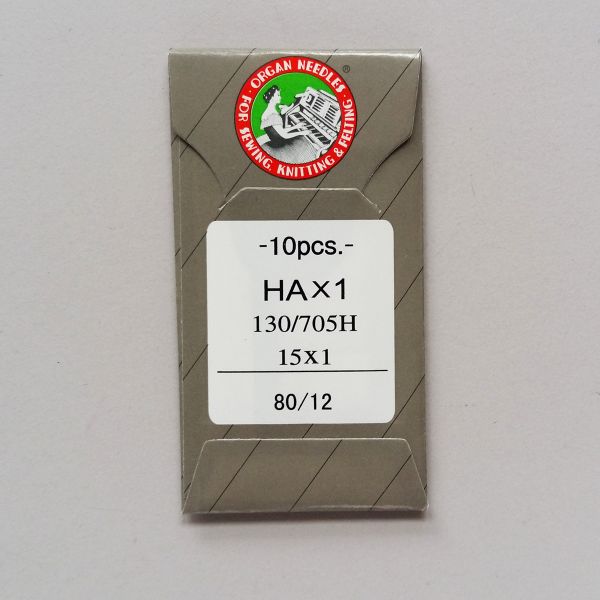 · ORGAN NEEDLES · ®
FOR SEWING, KNITTING & FELTING
-10pcs.-
HA×1
130/705H
15x1
80/12